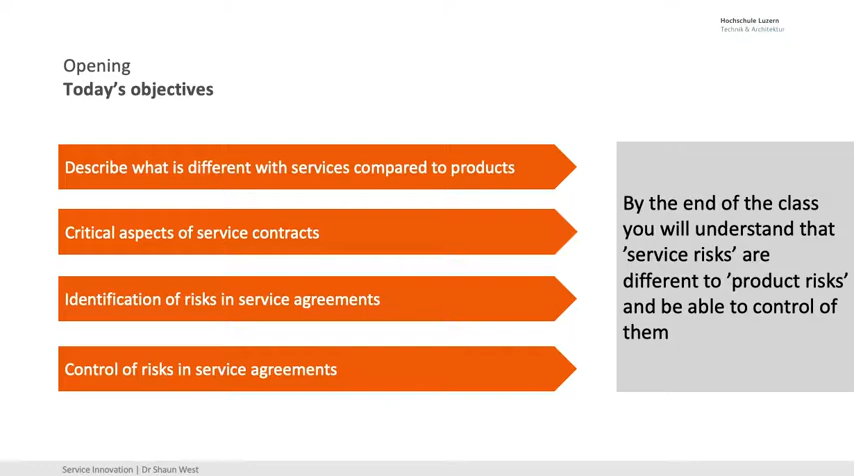 Hochschule Luzern
Technik & Architektur
Opening
Today's objectives
Describe what is different with services compared to products
Critical aspects of service contracts
Identification of risks in service agreements
Control of risks in service agreements
By the end of the class
you will understand that
’service risks’ are
different to ’product risks’
and be able to control of
them
Service Innovation | Dr Shaun West